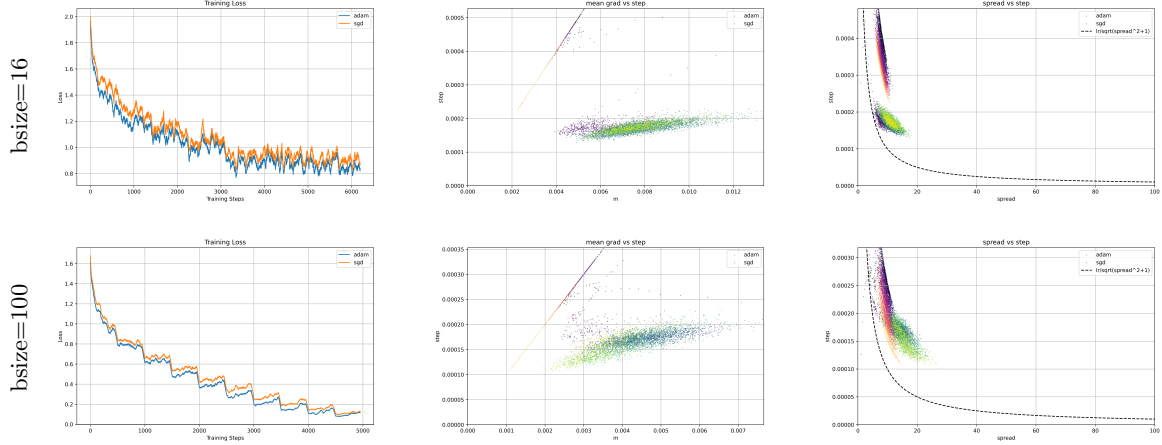 bsize=16
Training Loss
adam
sgd
2.0
1.8
1.6
1.4
1.2
1.0
0.8
Loss
0
1000
2000
3000
4000
5000
6000
Training Steps
mean grad vs step
adam
sgd
0.0005
0.0004
0.0003
0.0002
0.0001
0.0000
step
0.000
0.002
0.004
0.006
0.008
0.010
0.012
m
spread vs step
adam
sgd
lr/sqrt(spread^2+1)
0.0004
0.0003
0.0002
0.0001
0.0000
step
0
20
40
60
80
100
spread
bsize=100
Training Loss
adam
sgd
1.6
1.4
1.2
1.0
0.8
0.6
0.4
0.2
0.0
Loss
0
1000
2000
3000
4000
5000
Training Steps
mean grad vs step
adam
sgd
0.00035
0.00030
0.00025
0.00020
0.00015
0.00010
0.00005
0.00000
step
0.000
0.001
0.002
0.003
0.004
0.005
0.006
0.007
m
spread vs step
adam
sgd
lr/sqrt(spread^2+1)
0.00030
0.00025
0.00020
0.00015
0.00010
0.00005
0.00000
step
0
20
40
60
80
100
spread